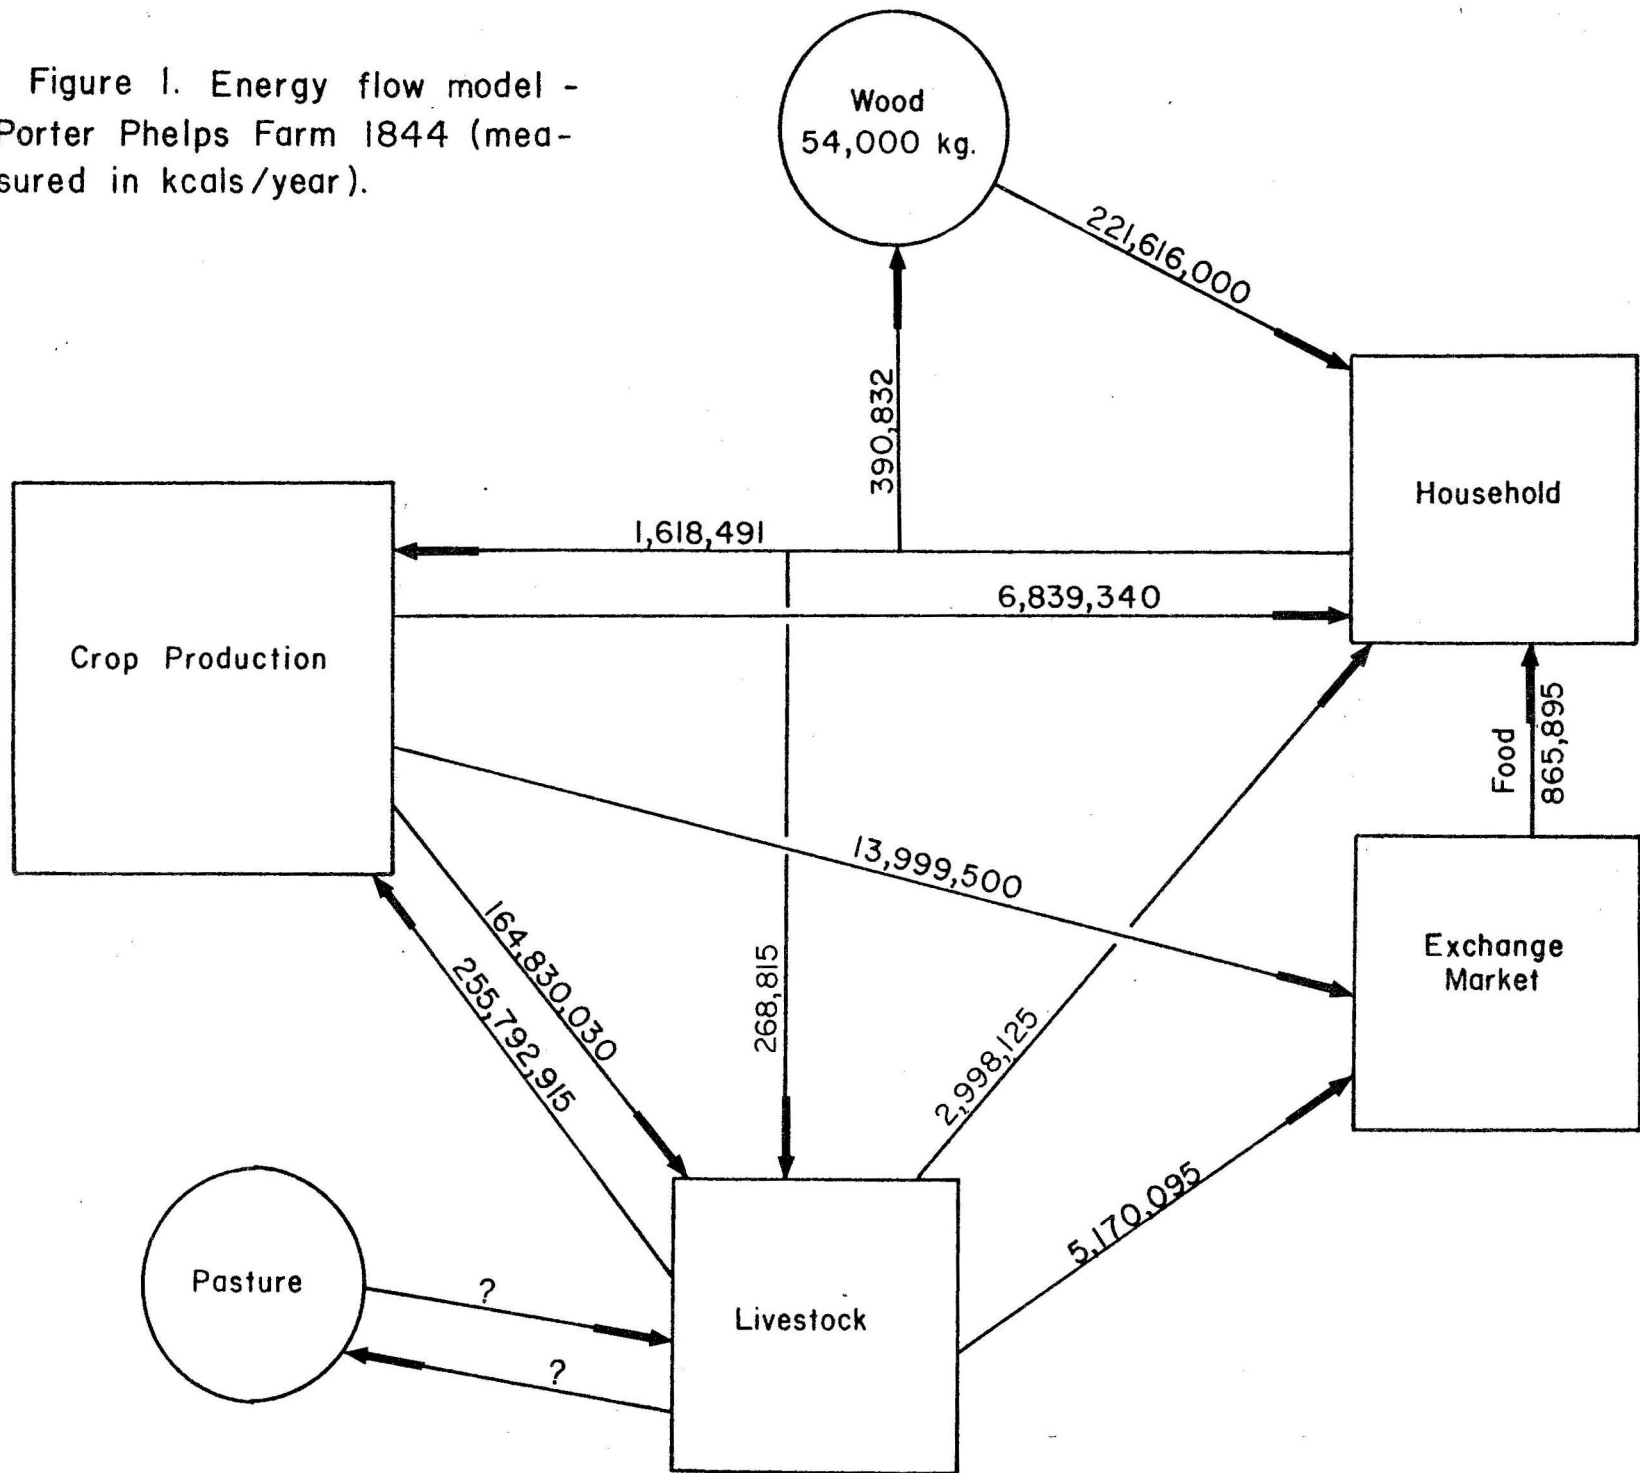 Figure 1. Energy flow model -
Porter Phelps Farm 1844 (mea-
sured in kcals/year).
Wood
54,000 kg.
221,616,000
390,832
Household
1,618,491
6,839,340
Crop Production
Food
865,895
13,999,500
Exchange
Market
164,830,030
255,792,915
268,815
2,998,125
5,170,095
Pasture
?
?
Livestock